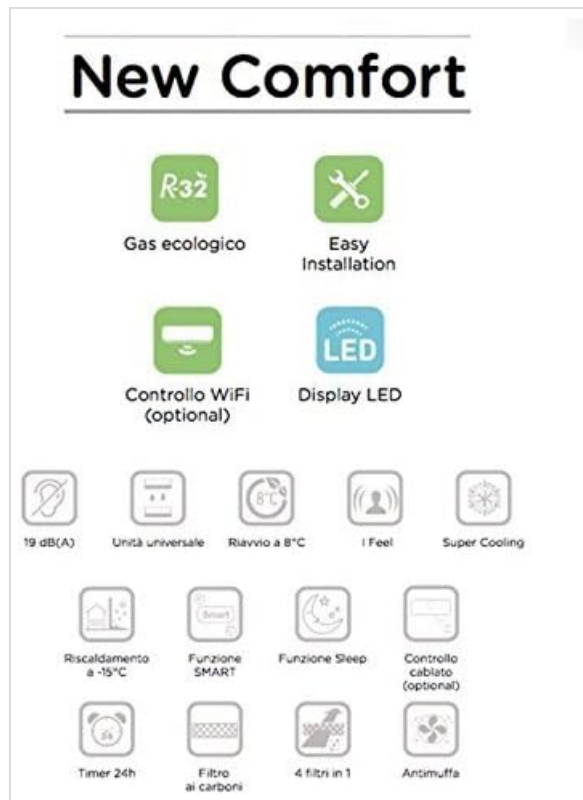 New Comfort
R-32
Gas ecologico
Easy
Installation
LED
Controllo WiFi
(optional)
Display LED
8°C
19 dB(A)
Unità universale
Riavvio a 8°C
I Feel
Super Cooling
Smart
Riscaldamento
a -15°C
Funzione
SMART
Funzione Sleep
Controllo
cablato
(optional)
24
Timer 24h
Filtro
ai carboni
4 filtri in 1
Antimuffa